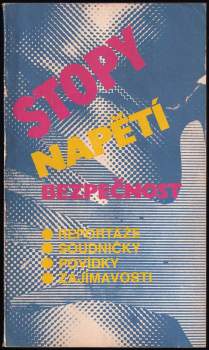 STOPY
NAPĚTÍ
BEZPEČNOST
● REPORTÁŽE
● SOUDNIČKY
● POVÍDKY
● ZAJÍMAVOSTI